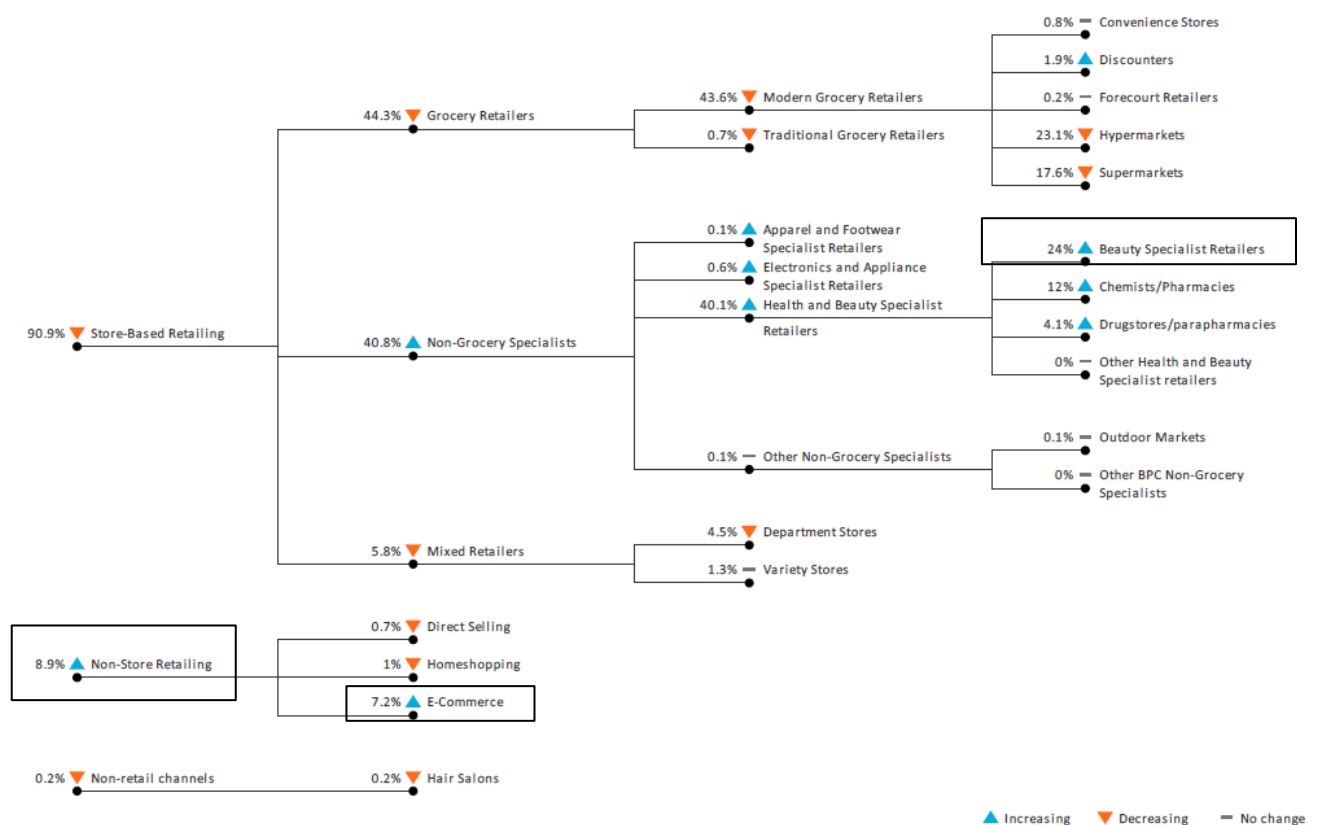 0.8% Convenience Stores
1.9% Discounters
43.6% Modern Grocery Retailers
0.2% Forecourt Retailers
44.3% Grocery Retailers
0.7% Traditional Grocery Retailers
23.1% Hypermarkets
17.6% Supermarkets
0.1% Apparel and Footwear
Specialist Retailers
24% Beauty Specialist Retailers
0.6% Electronics and Appliance
Specialist Retailers
12% Chemists/Pharmacies
40.1% Health and Beauty Specialist
Retailers
4.1% Drugstores/parapharmacies
90.9% Store-Based Retailing
40.8% Non-Grocery Specialists
0% Other Health and Beauty
Specialist retailers
0.1% Outdoor Markets
0.1% Other Non-Grocery Specialists
0% Other BPC Non-Grocery
Specialists
4.5% Department Stores
5.8% Mixed Retailers
1.3% Variety Stores
0.7% Direct Selling
8.9% Non-Store Retailing
1% Homeshopping
7.2% E-Commerce
0.2% Non-retail channels
0.2% Hair Salons
Increasing Decreasing No change